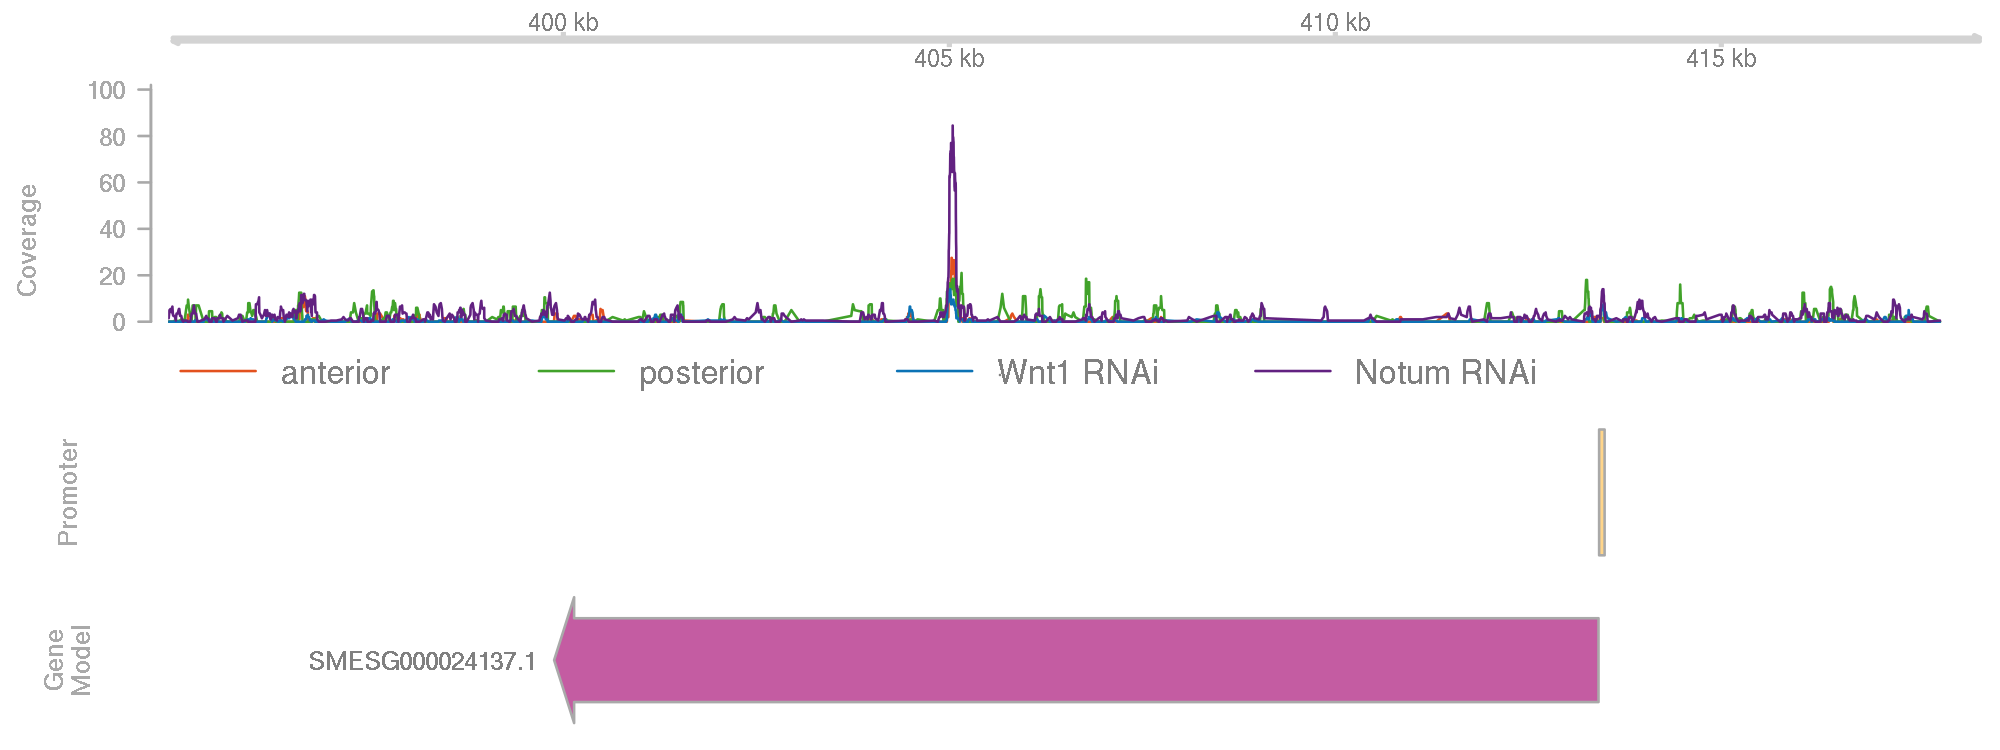 400 kb 410 kb
405 kb 415 kb
Coverage
100
80
60
40
20
0
anterior posterior Wnt1 RNAi Notum RNAi
Promoter
Gene
Model
SMESG000024137.1